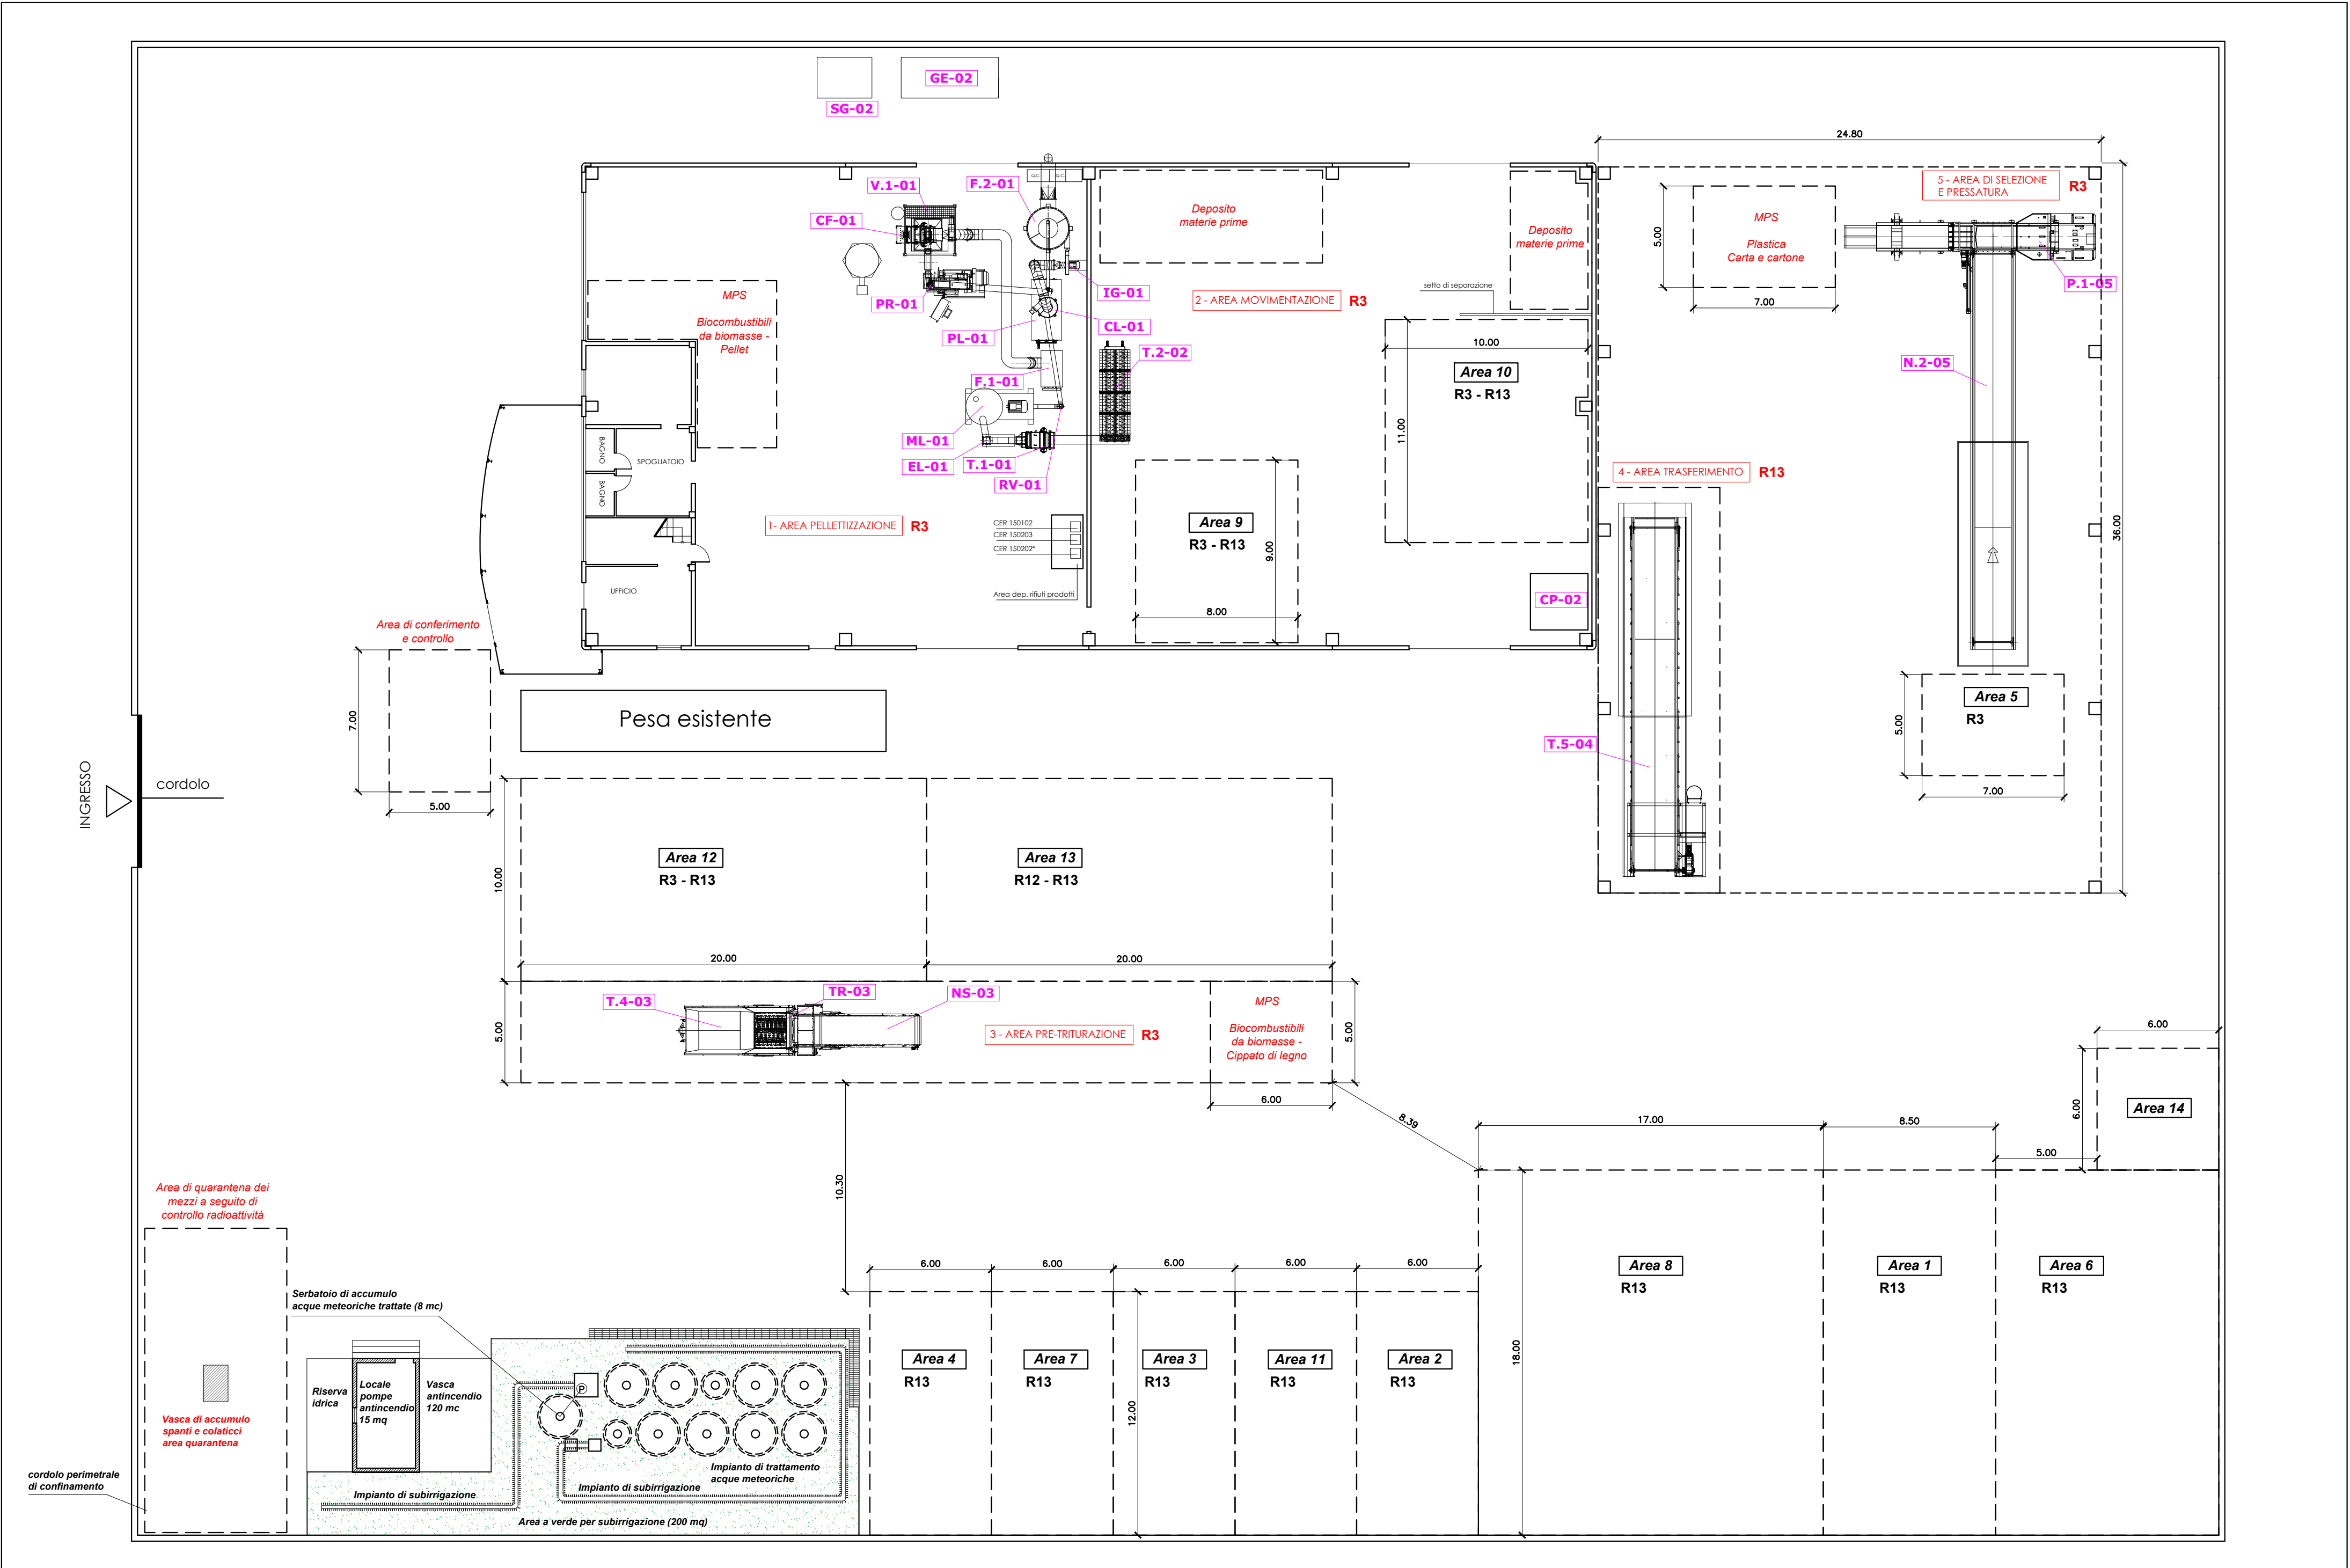 GE-02
SG-02
24.80
V.1-01
F.2-01
Q.C.
Q.C.
5 - AREA DI SELEZIONE
E PRESSATURA
R3
CF-01
Deposito
materie prime
Deposito
materie prime
MPS
Plastica
Carta e cartone
5.00
7.00
P.1-05
PR-01
IG-01
setto di separazione
2 - AREA MOVIMENTAZIONE
R3
MPS
Biocombustibili
da biomasse -
Pellet
PL-01
CL-01
T.2-02
10.00
Area 10
R3 - R13
11.00
N.2-05
F.1-01
ML-01
EL-01
T.1-01
RV-01
BAGNO
SPOGLIATOIO
BAGNO
4 - AREA TRASFERIMENTO
R13
1- AREA PELLETTIZZAZIONE
R3
CER 150102
CER 150203
CER 150202*
Area dep. rifiuti prodotti
Area 9
R3 - R13
9.00
8.00
36.00
UFFICIO
CP-02
Area di conferimento
e controllo
7.00
5.00
Pesa esistente
Area 5
R3
5.00
7.00
T.5-04
INGRESSO
cordolo
Area 12
R3 - R13
Area 13
R12 - R13
10.00
20.00
20.00
T.4-03
TR-03
NS-03
5.00
3 - AREA PRE-TRITURAZIONE
R3
MPS
Biocombustibili
da biomasse -
Cippato di legno
5.00
6.00
6.00
6.00
Area 14
8.39
17.00
8.50
5.00
10.30
Area di quarantena dei
mezzi a seguito di
controllo radioattività
6.00
6.00
6.00
6.00
6.00
Area 8
R13
Area 1
R13
Area 6
R13
Serbatoio di accumulo
acque meteoriche trattate (8 mc)
18.00
Area 4
R13
Area 7
R13
Area 3
R13
Area 11
R13
Area 2
R13
12.00
Riserva
idrica
Locale
pompe
antincendio
15 mq
Vasca
antincendio
120 mc
P
Vasca di accumulo
spanti e colaticci
area quarantena
Impianto di trattamento
acque meteoriche
cordolo perimetrale
di confinamento
Impianto di subirrigazione
Impianto di subirrigazione
Area a verde per subirrigazione (200 mq)